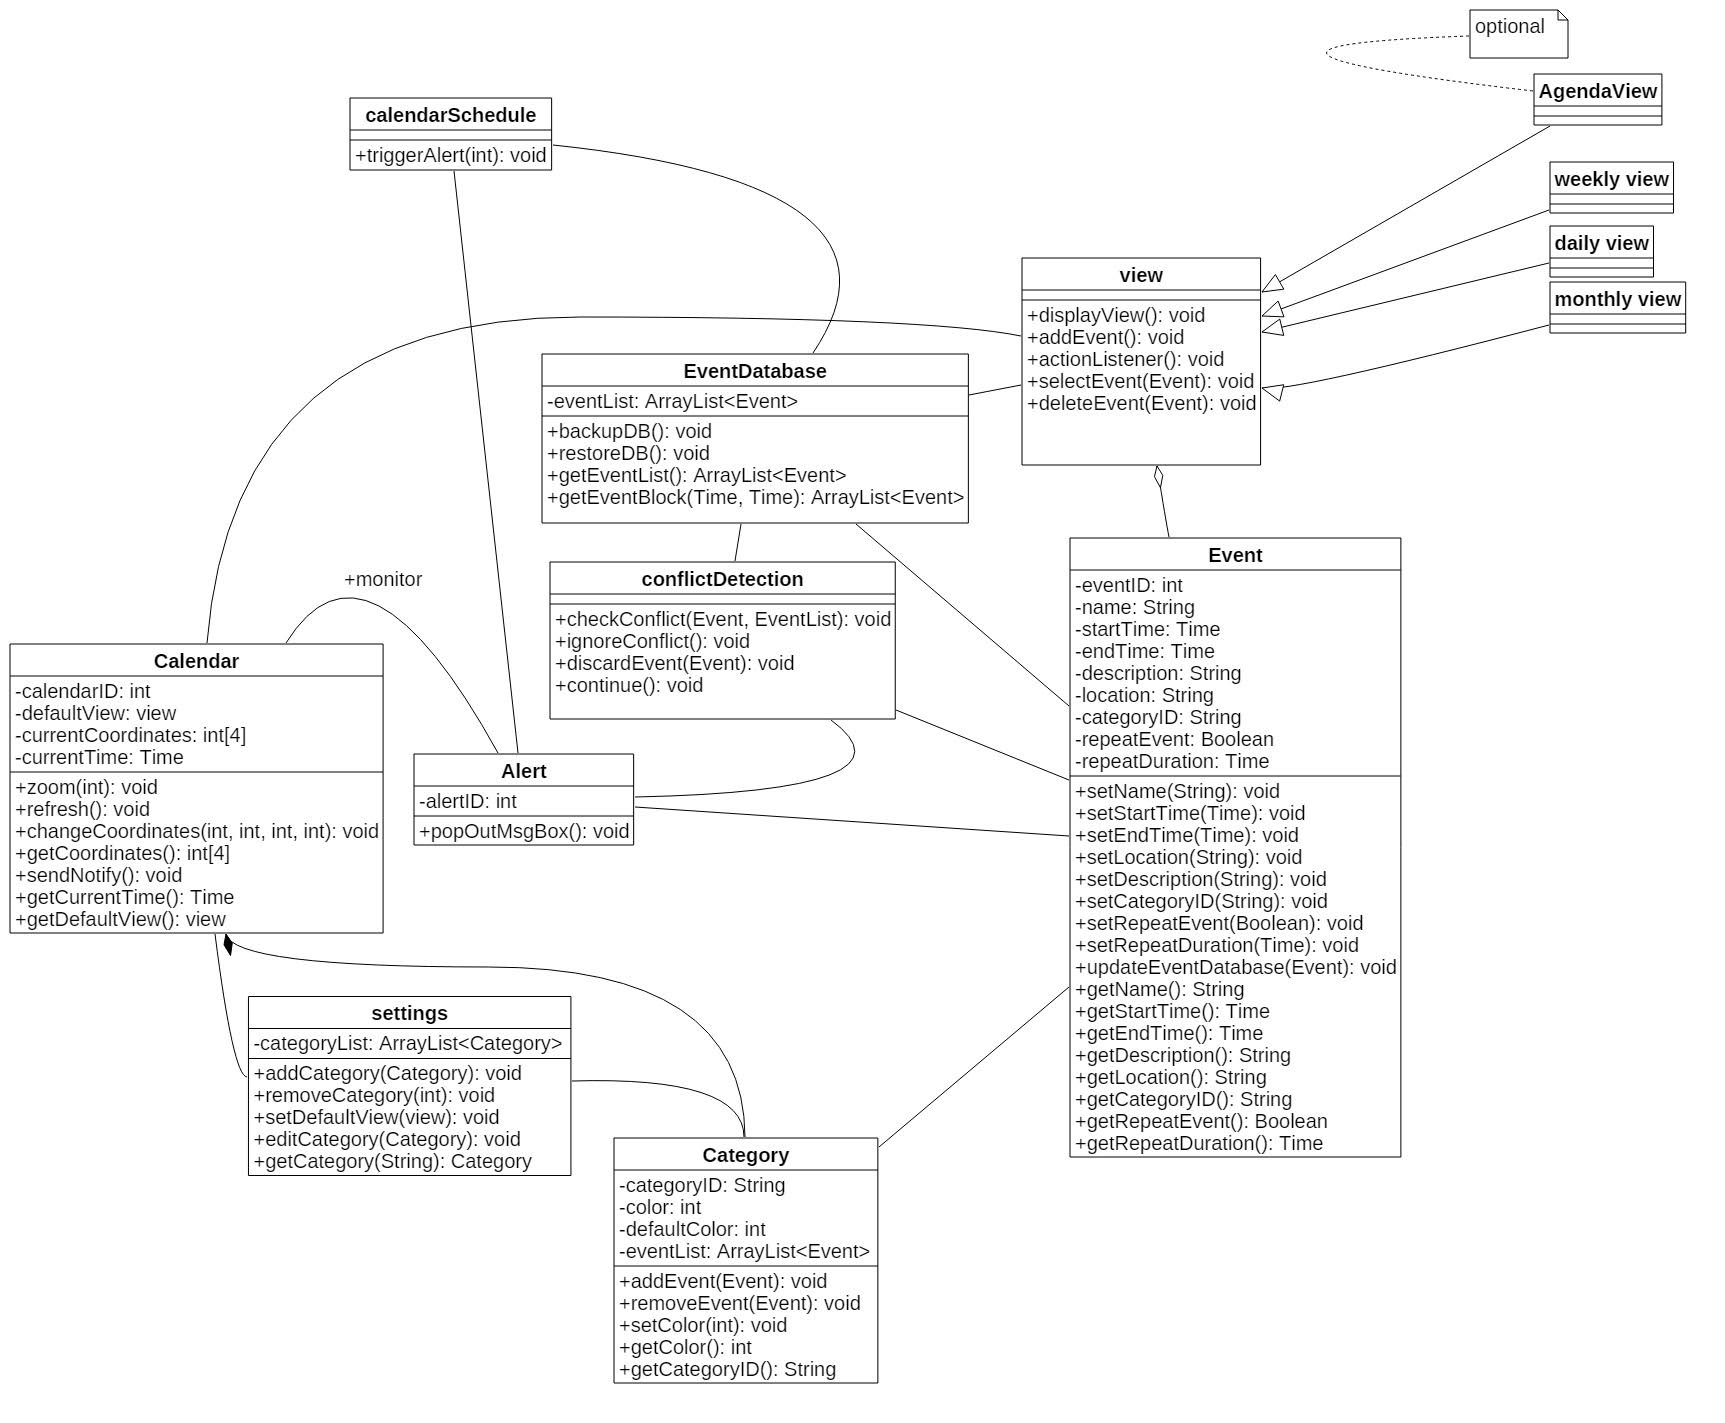 optional
AgendaView
calendarSchedule
+triggerAlert(int): void
weekly view
daily view
monthly view
view
+displayView(): void
+addEvent(): void
+actionListener(): void
+selectEvent(Event): void
+deleteEvent(Event): void
EventDatabase
-eventList: ArrayList<Event>
+backupDB(): void
+restoreDB(): void
+getEventList(): ArrayList<Event>
+getEventBlock(Time, Time): ArrayList<Event>
conflictDetection
+checkConflict(Event, EventList): void
+ignoreConflict(): void
+discardEvent(Event): void
+continue(): void
Event
-eventID: int
-name: String
-startTime: Time
-endTime: Time
-description: String
-location: String
-categoryID: String
-repeatEvent: Boolean
-repeatDuration: Time
+setName(String): void
+setStartTime(Time): void
+setEndTime(Time): void
+setLocation(String): void
+setDescription(String): void
+setCategoryID(String): void
+setRepeatEvent(Boolean): void
+setRepeatDuration(Time): void
+updateEventDatabase(Event): void
+getName(): String
+getStartTime(): Time
+getEndTime(): Time
+getDescription(): String
+getLocation(): String
+getCategoryID(): String
+getRepeatEvent(): Boolean
+getRepeatDuration(): Time
+monitor
Calendar
-calendarID: int
-defaultView: view
-currentCoordinates: int[4]
-currentTime: Time
+zoom(int): void
+refresh(): void
+changeCoordinates(int, int, int, int): void
+getCoordinates(): int[4]
+sendNotify(): void
+getCurrentTime(): Time
+getDefaultView(): view
Alert
-alertID: int
+popOutMsgBox(): void
settings
-categoryList: ArrayList<Category>
+addCategory(Category): void
+removeCategory(int): void
+setDefaultView(view): void
+editCategory(Category): void
+getCategory(String): Category
Category
-categoryID: String
-color: int
-defaultColor: int
-eventList: ArrayList<Event>
+addEvent(Event): void
+removeEvent(Event): void
+setColor(int): void
+getColor(): int
+getCategoryID(): String